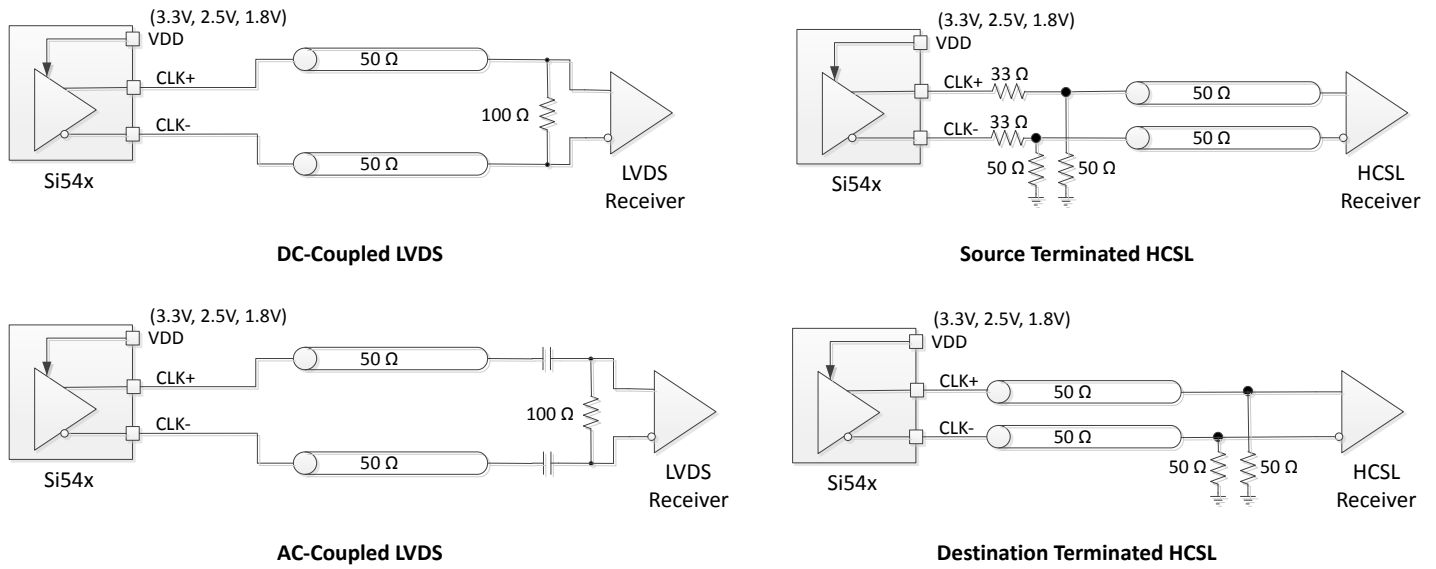 (3.3V, 2.5V, 1.8V)
VDD
CLK+
50 Ω
100 Ω
CLK-
50 Ω
Si54x
LVDS
Receiver
DC-Coupled LVDS
(3.3V, 2.5V, 1.8V)
VDD
CLK+
33 Ω
50 Ω
CLK-
33 Ω
50 Ω
50 Ω
50 Ω
Si54x
HCSL
Receiver
Source Terminated HCSL
(3.3V, 2.5V, 1.8V)
VDD
CLK+
50 Ω
100 Ω
CLK-
50 Ω
Si54x
LVDS
Receiver
AC-Coupled LVDS
(3.3V, 2.5V, 1.8V)
VDD
CLK+
50 Ω
CLK-
50 Ω
50 Ω
50 Ω
Si54x
HCSL
Receiver
Destination Terminated HCSL